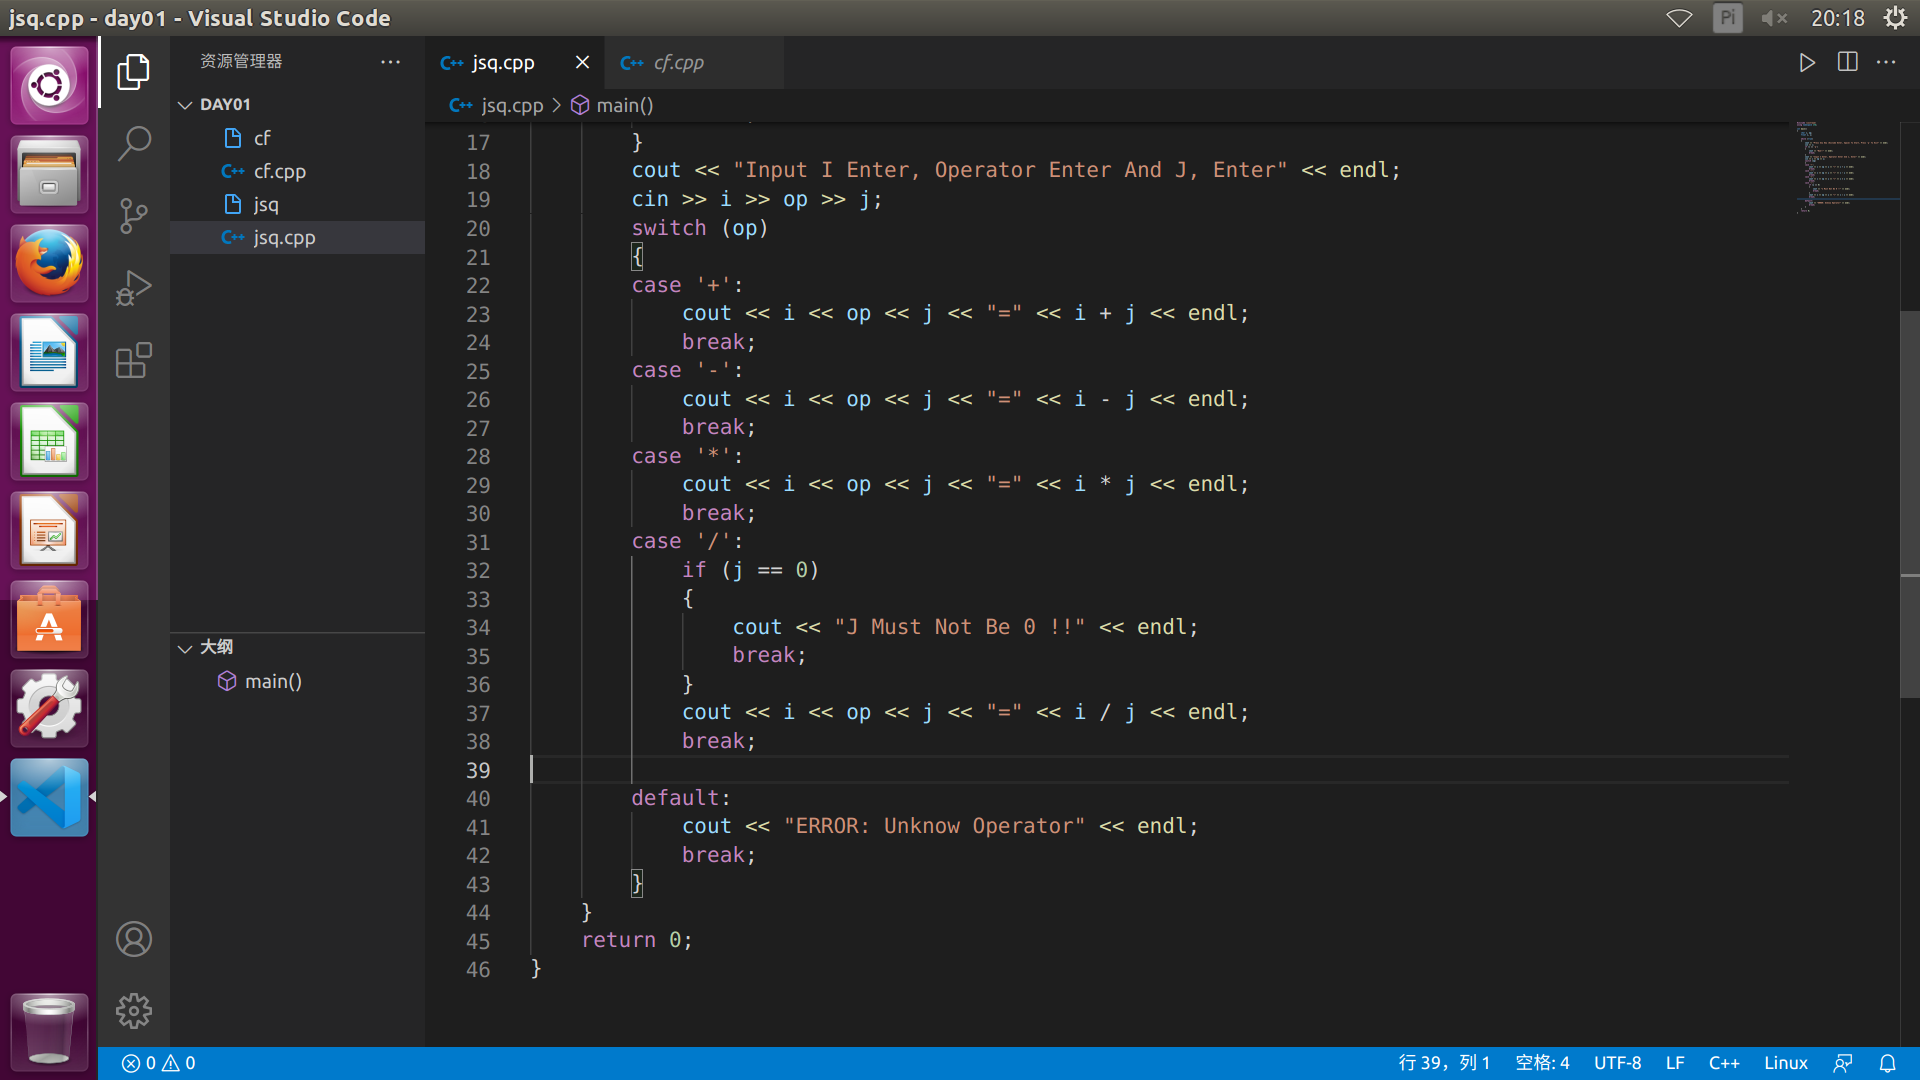 jsq.cpp - day01 - Visual Studio Code
Pi
20:18
资源管理器
DAY01
cf
cf.cpp
jsq
jsq.cpp
大纲
main()
jsq.cpp
cf.cpp
jsq.cpp > main()
17 }
18 cout << "Input I Enter, Operator Enter And J, Enter" << endl;
19 cin >> i >> op >> j;
20 switch (op)
21 {
22 case '+':
23 cout << i << op << j << "=" << i + j << endl;
24 break;
25 case '-':
26 cout << i << op << j << "=" << i - j << endl;
27 break;
28 case '*':
29 cout << i << op << j << "=" << i * j << endl;
30 break;
31 case '/':
32 if (j == 0)
33 {
34 cout << "J Must Not Be 0 !!" << endl;
35 break;
36 }
37 cout << i << op << j << "=" << i / j << endl;
38 break;
39
40 default:
41 cout << "ERROR: Unknow Operator" << endl;
42 break;
43 }
44 }
45 return 0;
46 }
0 0
行 39，列 1
空格: 4
UTF-8
LF
C++
Linux